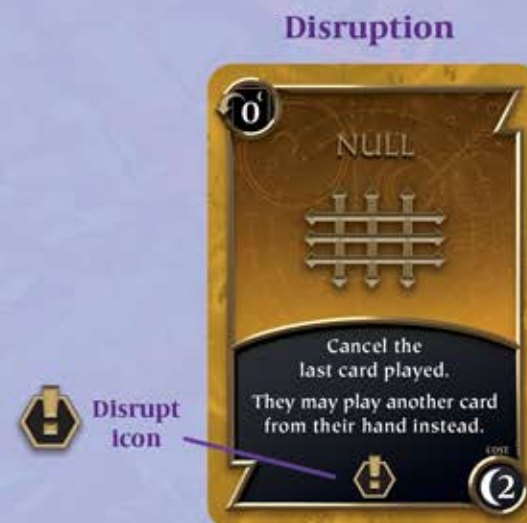 Disruption
0
NULL
Cancel the
last card played.
They may play another card
from their hand instead.
Disrupt
icon
COST
2